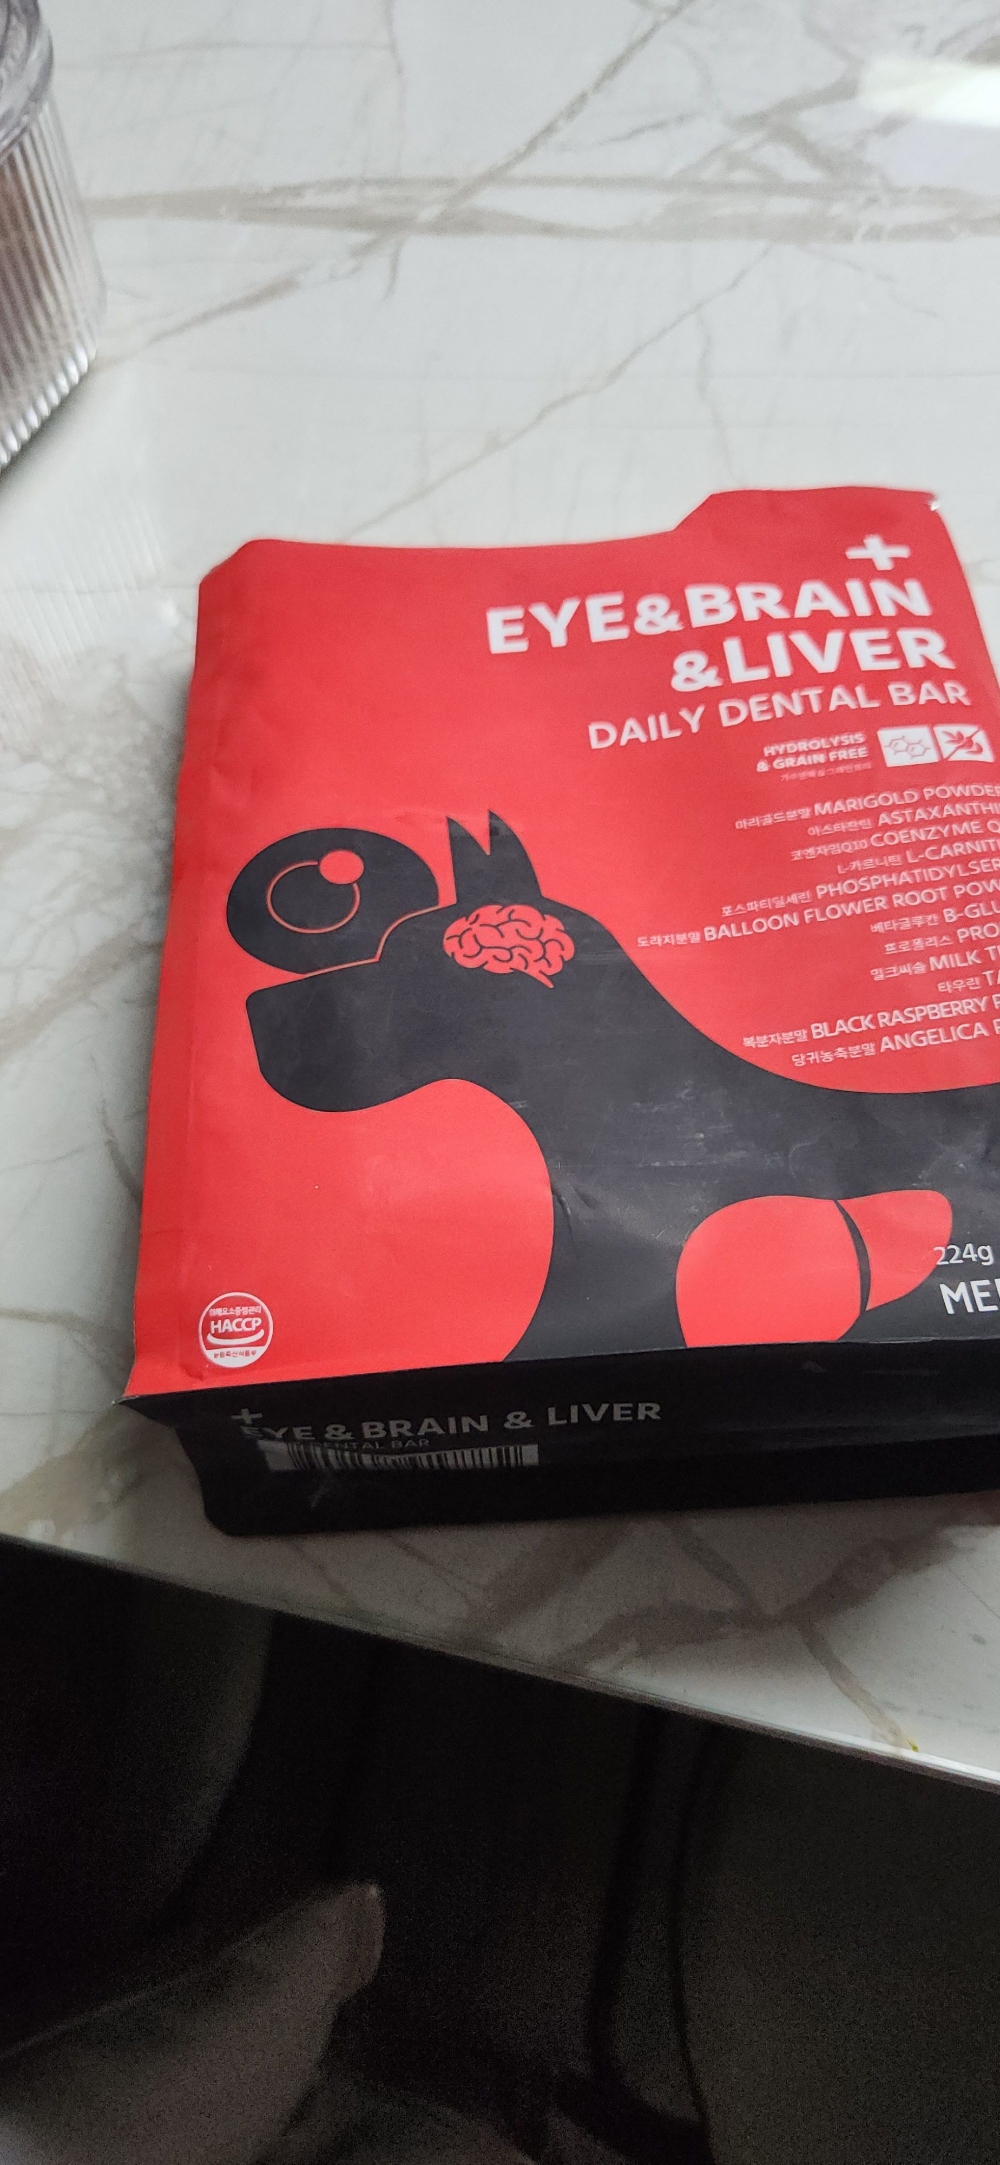 EYE&BRAIN
&LIVER
DAILY DENTAL BAR
HYDROLYSIS
& GRAIN FREE
마리골드분말 MARIGOLD POWDER
아스타잔틴 ASTAXANTHI
코엔자임Q10 COENZYME Q
L-카르니틴 L-CARNITI
포스파티딜세린 PHOSPHATIDYLSER
도라지분말 BALLOON FLOWER ROOT POW
베타글루칸 B-GLU
프로폴리스 PRO
밀크씨슬 MILK T
타우린 TA
복분자분말 BLACK RASPBERRY P
당귀농축분말 ANGELICA P
224g
ME
HACCP
EYE & BRAIN & LIVER
DENTAL BAR